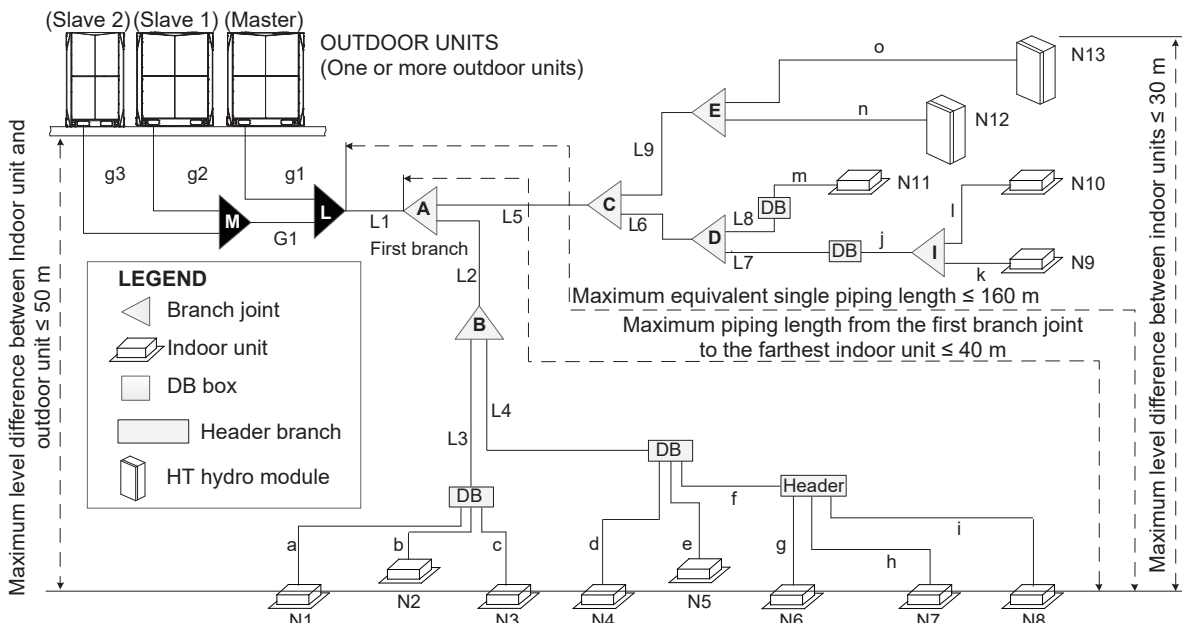 (Slave 2) (Slave 1) (Master)
OUTDOOR UNITS
(One or more outdoor units)
Maximum level difference between Indoor unit and
outdoor unit ≤ 50 m
g3
g2
g1
M
L
G1
L1
A
First branch
L5
L2
B
L3
L4
C
L9
L6
E
o
n
N13
N12
D
L8
DB
m
N11
L7
DB
j
I
l
k
N10
N9
Maximum equivalent single piping length ≤ 160 m
Maximum piping length from the first branch joint
to the farthest indoor unit ≤ 40 m
Maximum level difference between indoor units ≤ 30 m
LEGEND
Branch joint
Indoor unit
DB box
Header branch
HT hydro module
DB
a
b
c
DB
d
e
f
Header
g
h
i
N1
N2
N3
N4
N5
N6
N7
N8